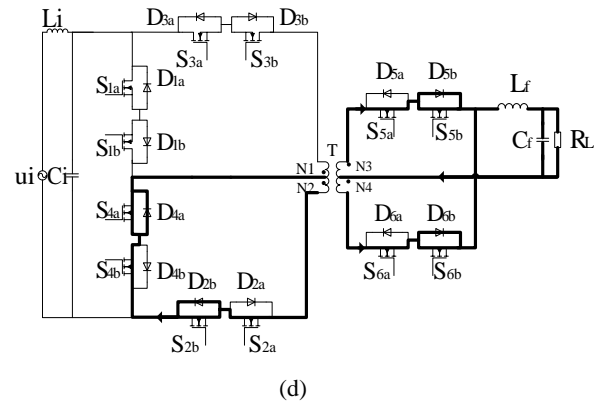 D3a D3b
Li
S3a S3b
D5a D5b
S1a D1a
Lf
S5a S5b
Cf RL
S1b D1b
T
N1 N3
ui Ci
N2 N4
S4a D4a
D6a D6b
S4b D4b
S6a S6b
D2b D2a
S2b S2a
(d)